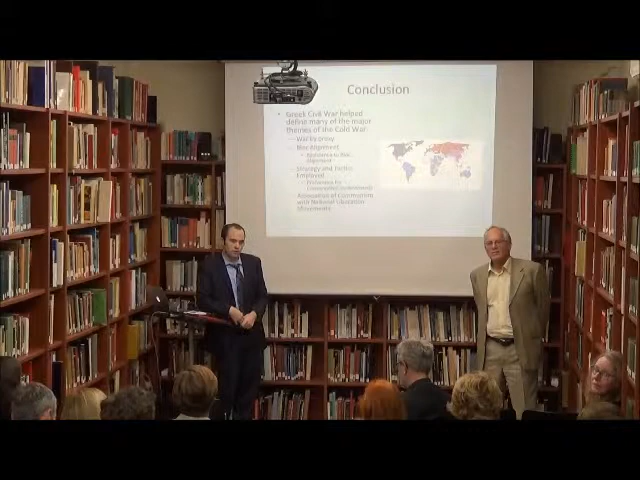 Conclusion
• Greek Civil War helped
define many of the major
themes of the Cold War:
– War by proxy
– Bloc alignment
– Strategy and Tactics
Employed
– Association of Communism
with National Liberation
Movements